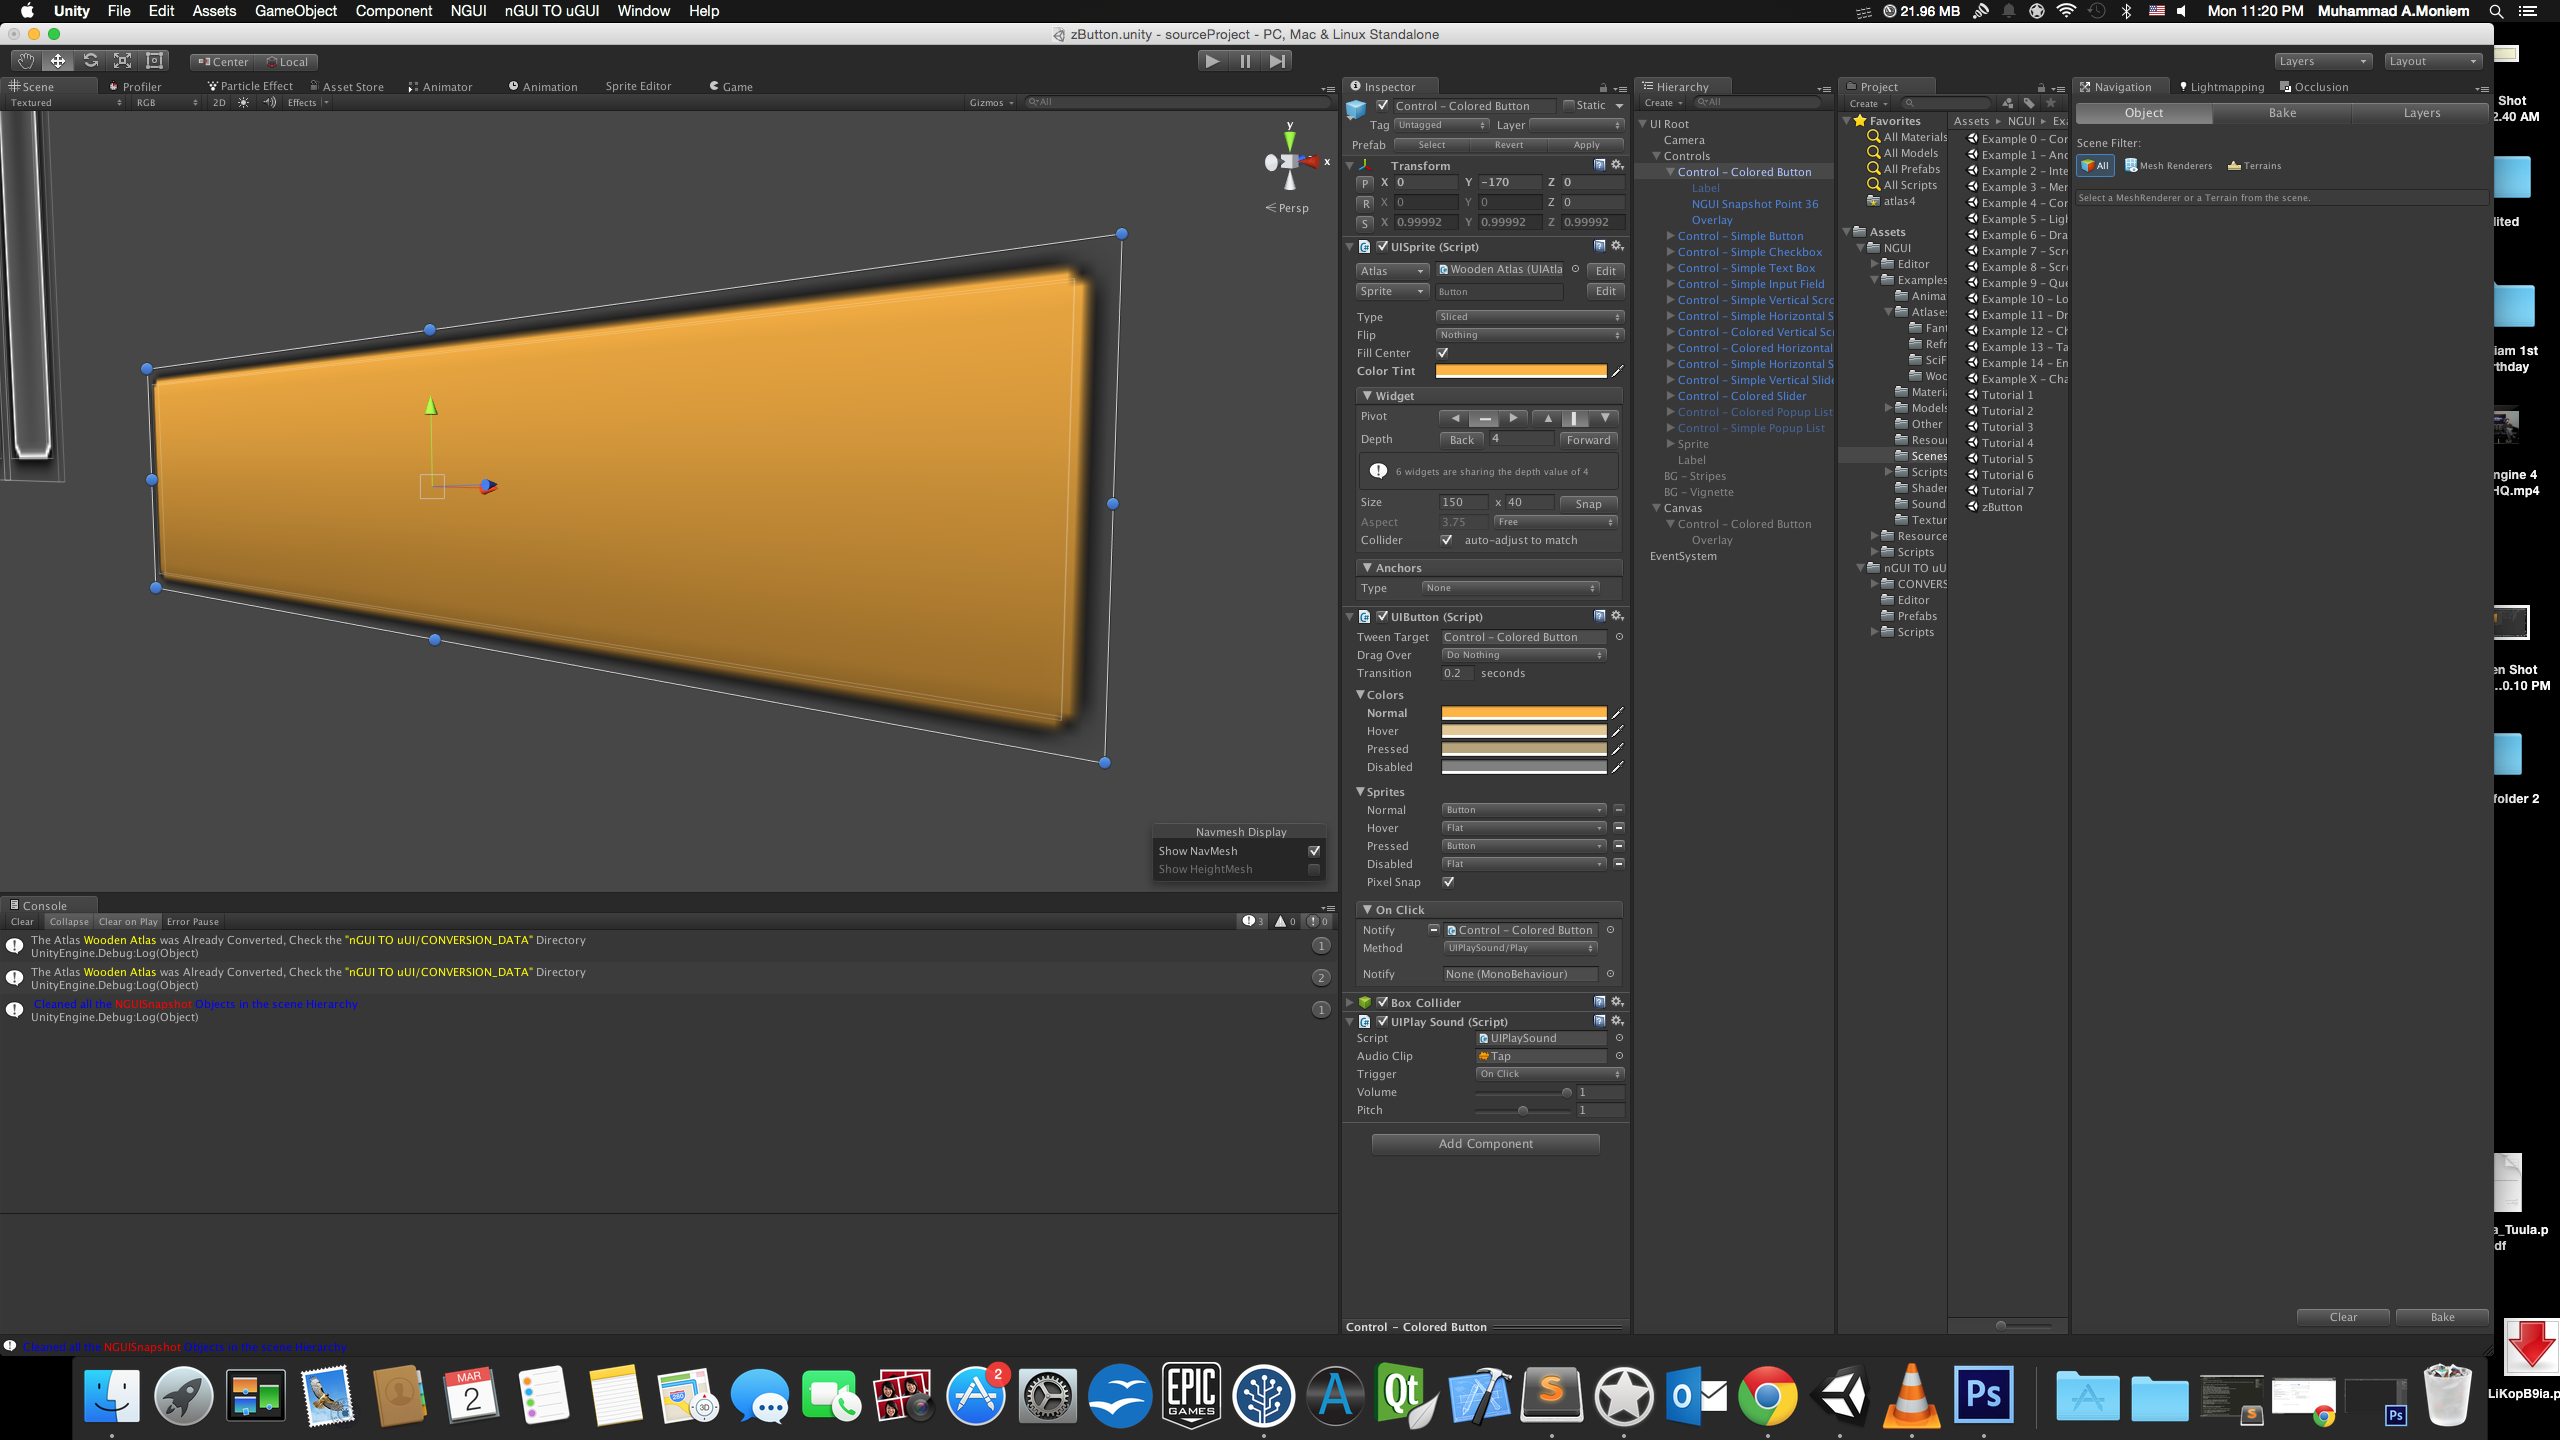 Unity File Edit Assets GameObject Component NGUI nGUI TO uGUI Window Help
21.96 MB Mon 11:20 PM Muhammad A.Moniem
zButton.unity - sourceProject - PC, Mac & Linux Standalone
Center Local
Layers Layout
Scene Profiler Particle Effect Asset Store Animator Animation Sprite Editor Game
Textured RGB 2D Effects Gizmos All
y
x
Persp
Navmesh Display
Show NavMesh
Show HeightMesh
Console
Clear Collapse Clear on Play Error Pause 3 0 0
The Atlas Wooden Atlas was Already Converted, Check the "nGUI TO uUI/CONVERSION_DATA" Directory
UnityEngine.Debug:Log(Object)
1
The Atlas Wooden Atlas was Already Converted, Check the "nGUI TO uUI/CONVERSION_DATA" Directory
UnityEngine.Debug:Log(Object)
2
Cleaned all the NGUISnapshot Objects in the scene Hierarchy
UnityEngine.Debug:Log(Object)
1
Cleaned all the NGUISnapshot Objects in the scene Hierarchy
Inspector
Control - Colored Button Static
Tag Untagged Layer
Prefab Select Revert Apply
Transform
P X 0 Y -170 Z 0
R X 0 Y 0 Z 0
S X 0.99992 Y 0.99992 Z 0.99992
UISprite (Script)
Atlas Wooden Atlas (UIAtla Edit
Sprite Button Edit
Type Sliced
Flip Nothing
Fill Center
Color Tint
Widget
Pivot
Depth Back 4 Forward
6 widgets are sharing the depth value of 4
Size 150 x 40 Snap
Aspect 3.75 Free
Collider auto-adjust to match
Anchors
Type None
UIButton (Script)
Tween Target Control - Colored Button
Drag Over Do Nothing
Transition 0.2 seconds
Colors
Normal
Hover
Pressed
Disabled
Sprites
Normal Button
Hover Flat
Pressed Button
Disabled Flat
Pixel Snap
On Click
Notify Control - Colored Button
Method UIPlaySound/Play
Notify None (MonoBehaviour)
Box Collider
UIPlay Sound (Script)
Script UIPlaySound
Audio Clip Tap
Trigger On Click
Volume 1
Pitch 1
Add Component
Control - Colored Button
Hierarchy
Create All
UI Root
Camera
Controls
Control - Colored Button
Label
NGUI Snapshot Point 36
Overlay
Control - Simple Button
Control - Simple Checkbox
Control - Simple Text Box
Control - Simple Input Field
Control - Simple Vertical Scro
Control - Simple Horizontal S
Control - Colored Vertical Scr
Control - Colored Horizontal
Control - Simple Horizontal S
Control - Simple Vertical Slide
Control - Colored Slider
Control - Colored Popup List
Control - Simple Popup List
Sprite
Label
BG - Stripes
BG - Vignette
Canvas
Control - Colored Button
Overlay
EventSystem
Project
Create
Favorites
All Materials
All Models
All Prefabs
All Scripts
atlas4
Assets
NGUI
Editor
Examples
Anima
Atlases
Fant
Refr
SciF
Woo
Materia
Models
Other
Resour
Scenes
Scripts
Shader
Sound
Textur
Resource
Scripts
nGUI TO uU
CONVERS
Editor
Prefabs
Scripts
Assets NGUI Exa
Example 0 - Cor
Example 1 - Anc
Example 2 - Inte
Example 3 - Mer
Example 4 - Cor
Example 5 - Lig
Example 6 - Dra
Example 7 - Scr
Example 8 - Scr
Example 9 - Que
Example 10 - Lo
Example 11 - Dr
Example 12 - Ch
Example 13 - Ta
Example 14 - En
Example X - Cha
Tutorial 1
Tutorial 2
Tutorial 3
Tutorial 4
Tutorial 5
Tutorial 6
Tutorial 7
zButton
Navigation Lightmapping Occlusion
Object Bake Layers
Scene Filter:
All Mesh Renderers Terrains
Select a MeshRenderer or a Terrain from the scene.
Clear Bake
Shot
2.40 AM
lited
iam 1st
rthday
ngine 4
HQ.mp4
en Shot
...0.10 PM
folder 2
a_Tuula.p
df
LiKopB9ia.p
MAR
2
280
3D
2
EPIC
GAMES
A
Qt
S
O
Ps
S
Ps